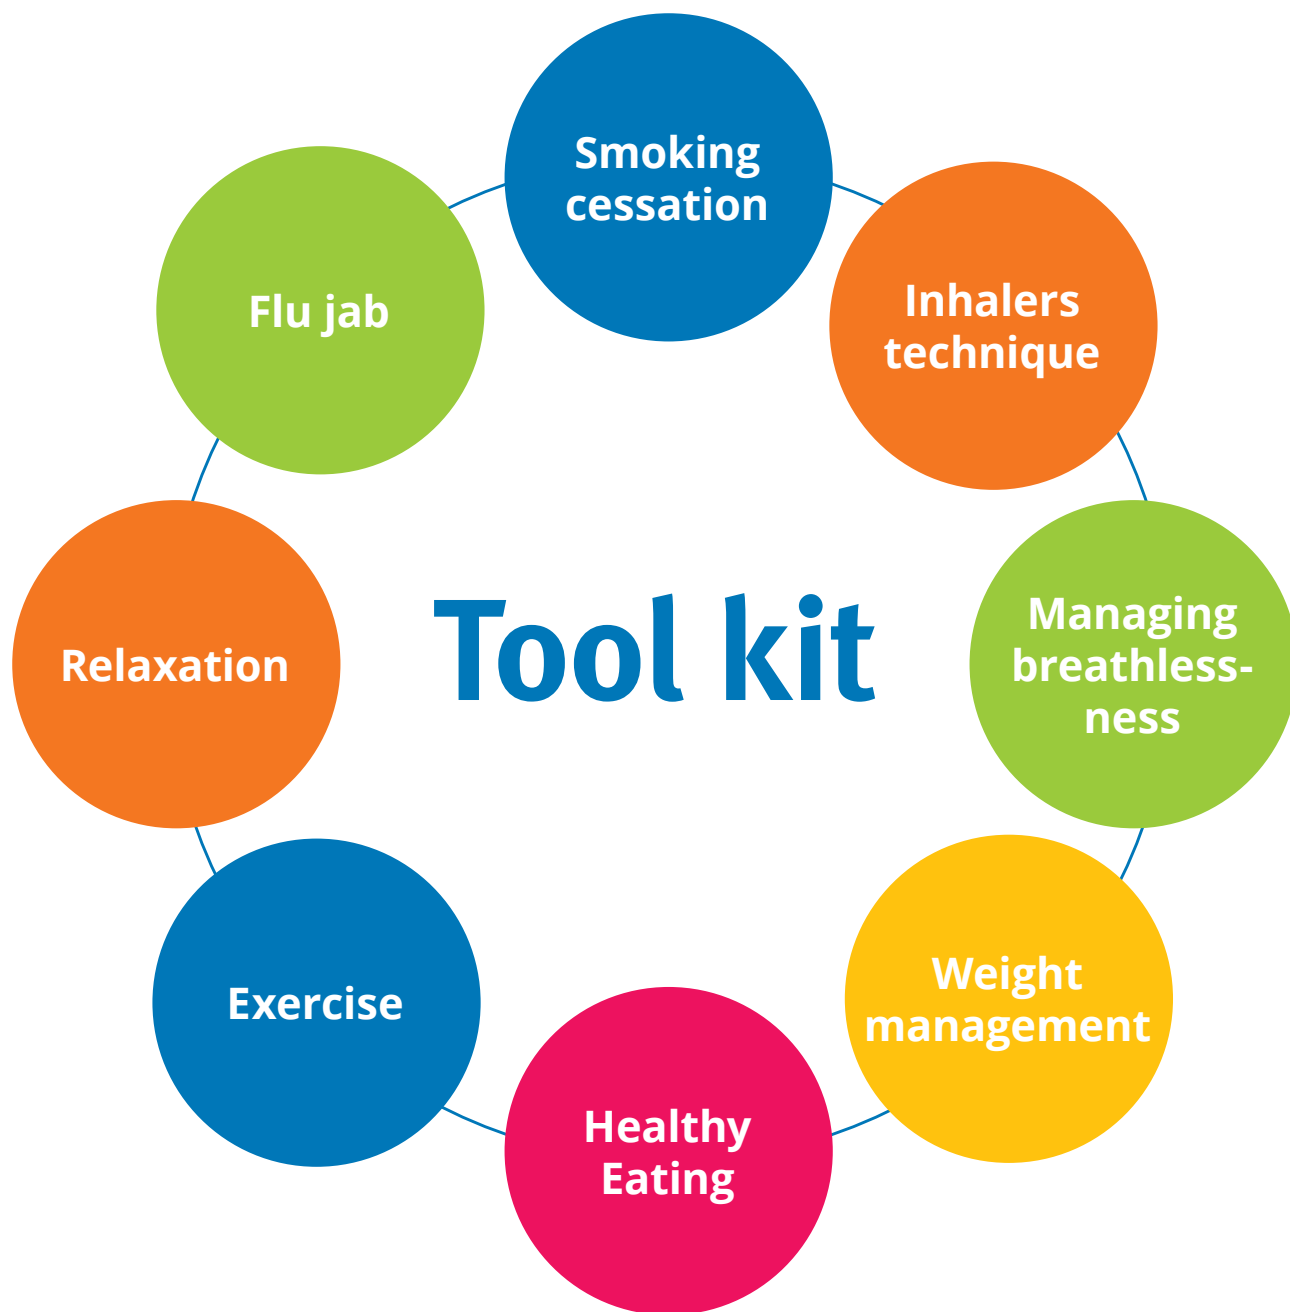 Smoking
cessation
Inhalers
technique
Managing
breathless-
ness
Weight
management
Healthy
Eating
Exercise
Relaxation
Flu jab
Tool kit